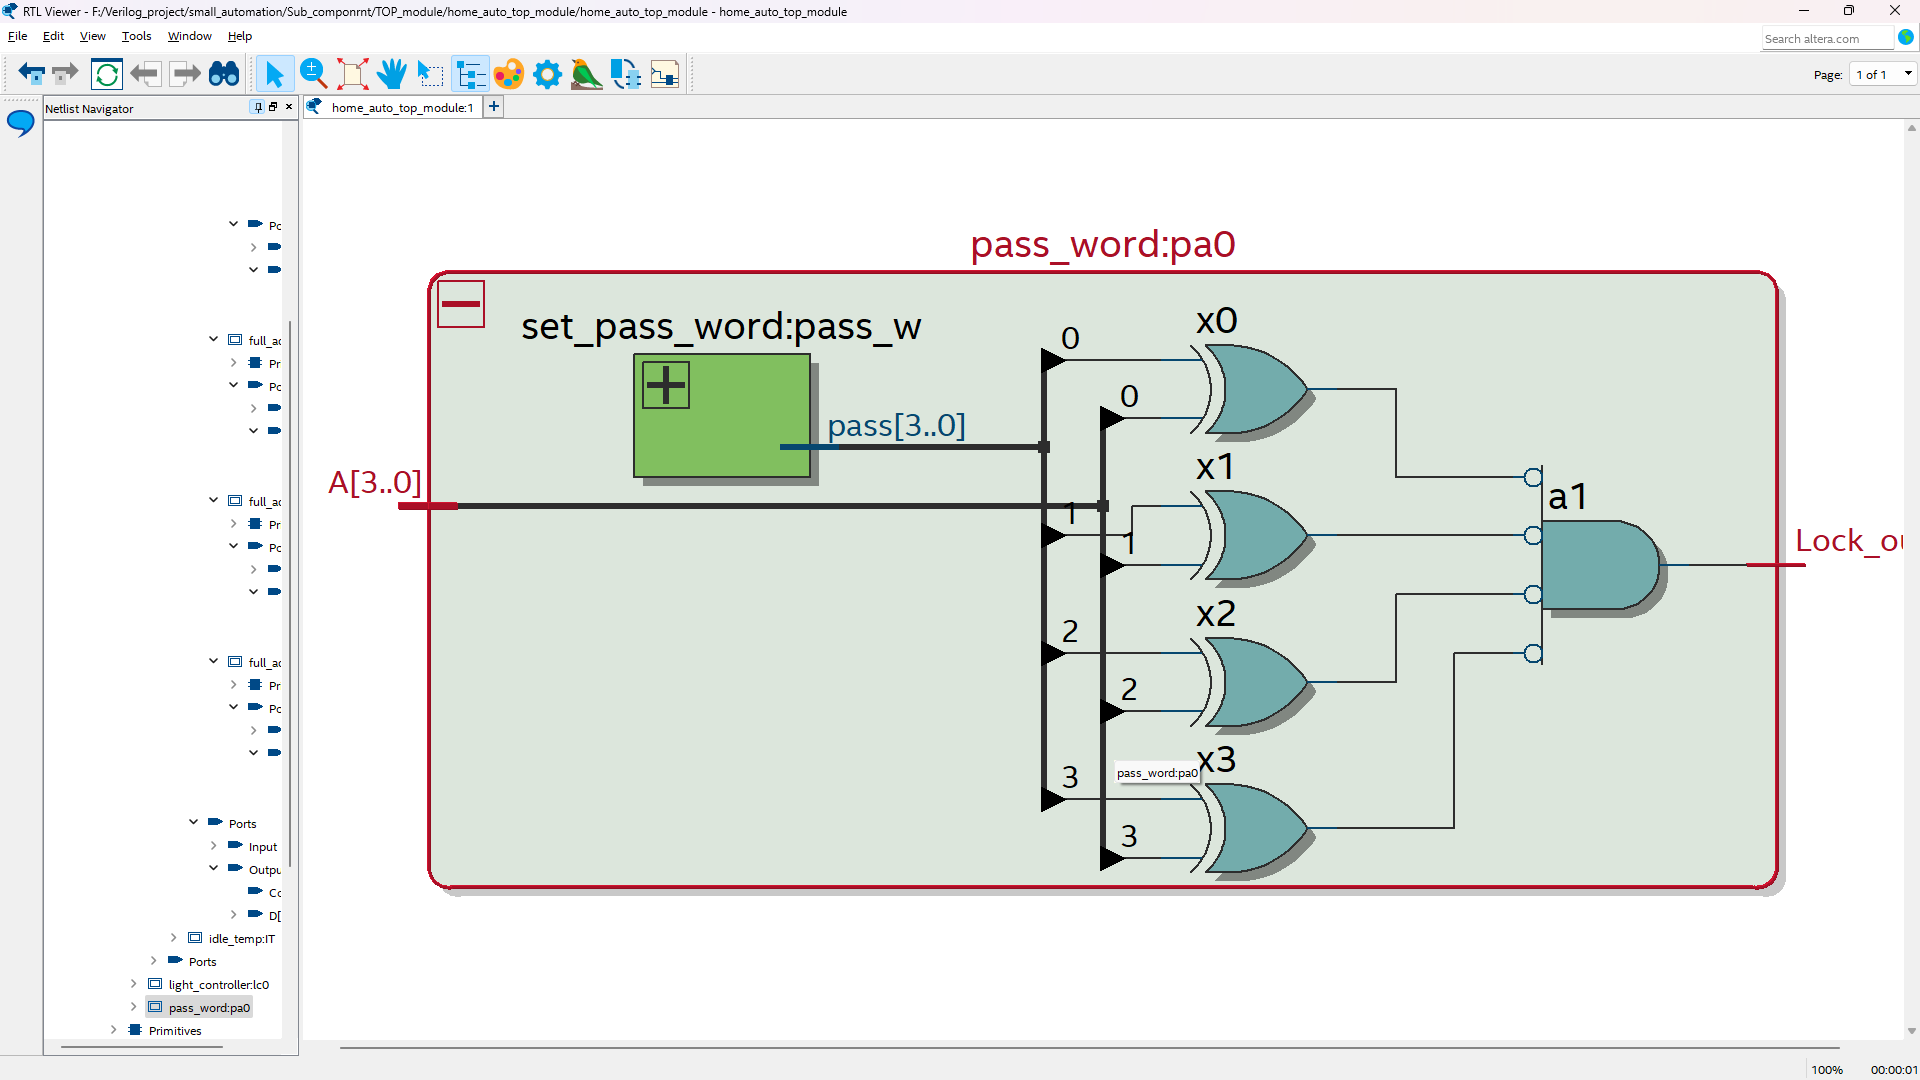 RTL Viewer - F:/Verilog_project/small_automation/Sub_componrnt/TOP_module/home_auto_top_module/home_auto_top_module - home_auto_top_module
File Edit View Tools Window Help
Search altera.com
Page: 1 of 1
Netlist Navigator
home_auto_top_module:1
Pc
full_ac
Pr
Pc
full_ac
Pr
Pc
full_ac
Pr
Pc
Ports
Input
Outpu
Cc
D[
idle_temp:IT
Ports
light_controller:lc0
pass_word:pa0
Primitives
pass_word:pa0
set_pass_word:pass_w
pass[3..0]
A[3..0]
0
0
1
1
2
2
3
3
x0
x1
x2
x3
pass_word:pa0
a1
Lock_ou
100% 00:00:01